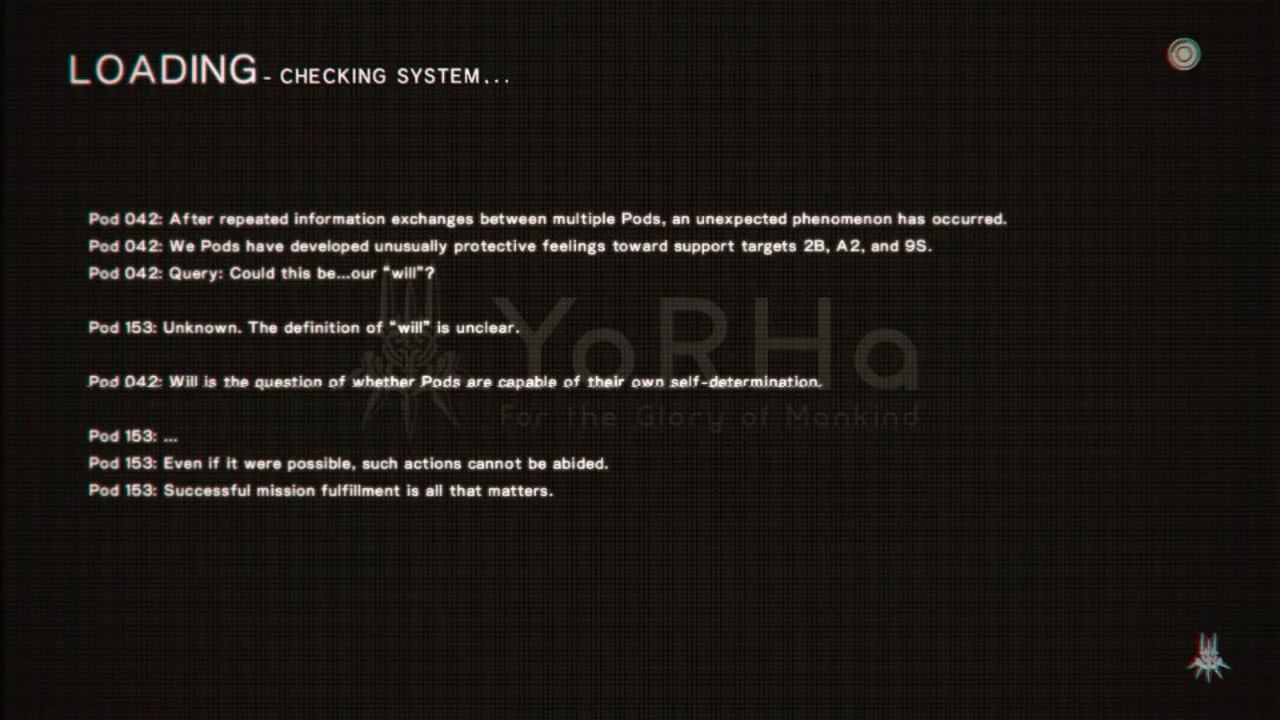 LOADING - CHECKING SYSTEM...
Pod 042: After repeated information exchanges between multiple Pods, an unexpected phenomenon has occurred.
Pod 042: We Pods have developed unusually protective feelings toward support targets 2B, A2, and 9S.
Pod 042: Query: Could this be...our “will”?
Pod 153: Unknown. The definition of “will” is unclear.
YoRHa
Pod 042: Will is the question of whether Pods are capable of their own self-determination.
For the Glory of Mankind
Pod 153: ...
Pod 153: Even if it were possible, such actions cannot be abided.
Pod 153: Successful mission fulfillment is all that matters.